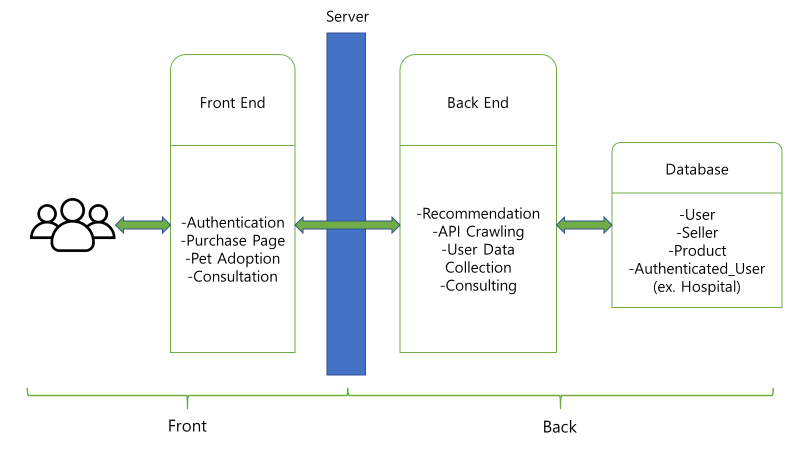 Server
Front End
-Authentication
-Purchase Page
-Pet Adoption
-Consultation
Back End
-Recommendation
-API Crawling
-User Data
Collection
-Consulting
Database
-User
-Seller
-Product
-Authenticated_User
(ex. Hospital)
Front
Back